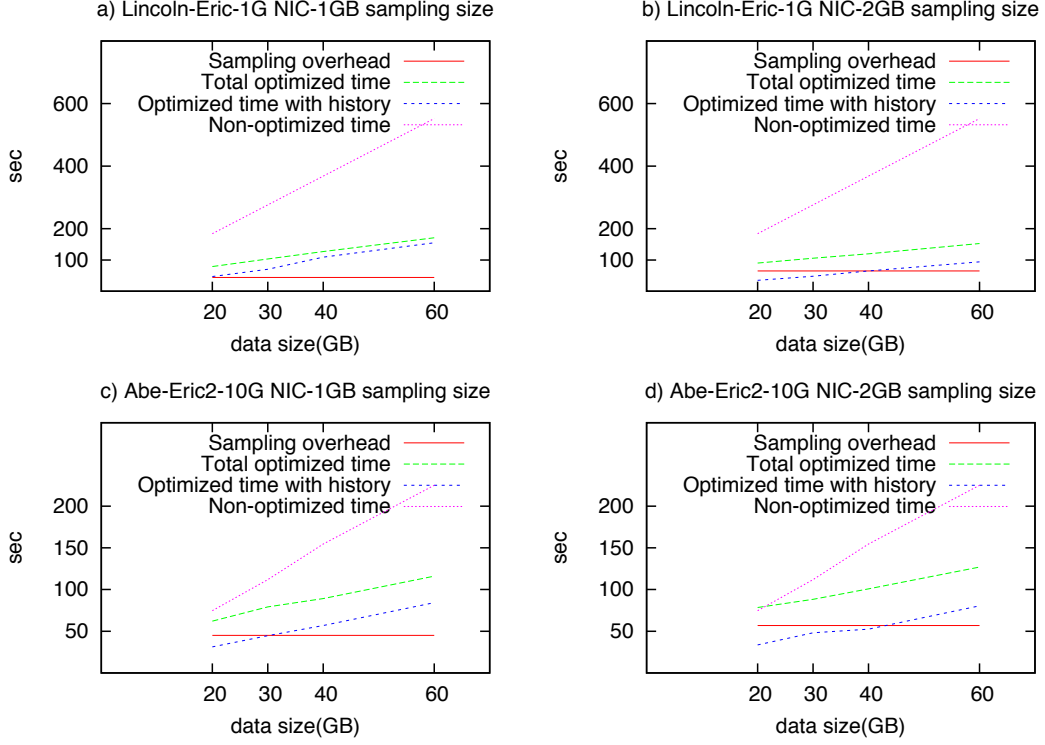 a) Lincoln-Eric-1G NIC-1GB sampling size
Sampling overhead
Total optimized time
Optimized time with history
Non-optimized time
600
400
200
100
sec
20 30 40 60
data size(GB)
b) Lincoln-Eric-1G NIC-2GB sampling size
Sampling overhead
Total optimized time
Optimized time with history
Non-optimized time
600
400
200
100
sec
20 30 40 60
data size(GB)
c) Abe-Eric2-10G NIC-1GB sampling size
Sampling overhead
Total optimized time
Optimized time with history
Non-optimized time
200
150
100
50
sec
20 30 40 60
data size(GB)
d) Abe-Eric2-10G NIC-2GB sampling size
Sampling overhead
Total optimized time
Optimized time with history
Non-optimized time
200
150
100
50
sec
20 30 40 60
data size(GB)